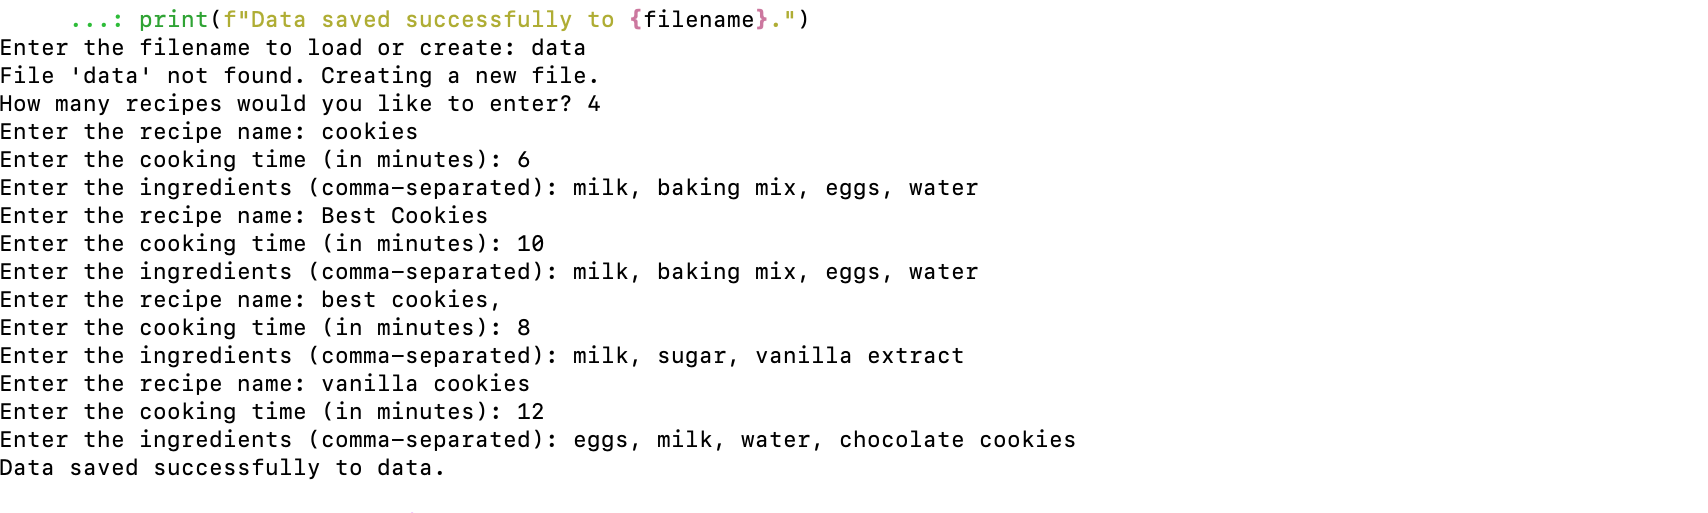 ...: print(f"Data saved successfully to {filename}.")
Enter the filename to load or create: data
File 'data' not found. Creating a new file.
How many recipes would you like to enter? 4
Enter the recipe name: cookies
Enter the cooking time (in minutes): 6
Enter the ingredients (comma-separated): milk, baking mix, eggs, water
Enter the recipe name: Best Cookies
Enter the cooking time (in minutes): 10
Enter the ingredients (comma-separated): milk, baking mix, eggs, water
Enter the recipe name: best cookies,
Enter the cooking time (in minutes): 8
Enter the ingredients (comma-separated): milk, sugar, vanilla extract
Enter the recipe name: vanilla cookies
Enter the cooking time (in minutes): 12
Enter the ingredients (comma-separated): eggs, milk, water, chocolate cookies
Data saved successfully to data.